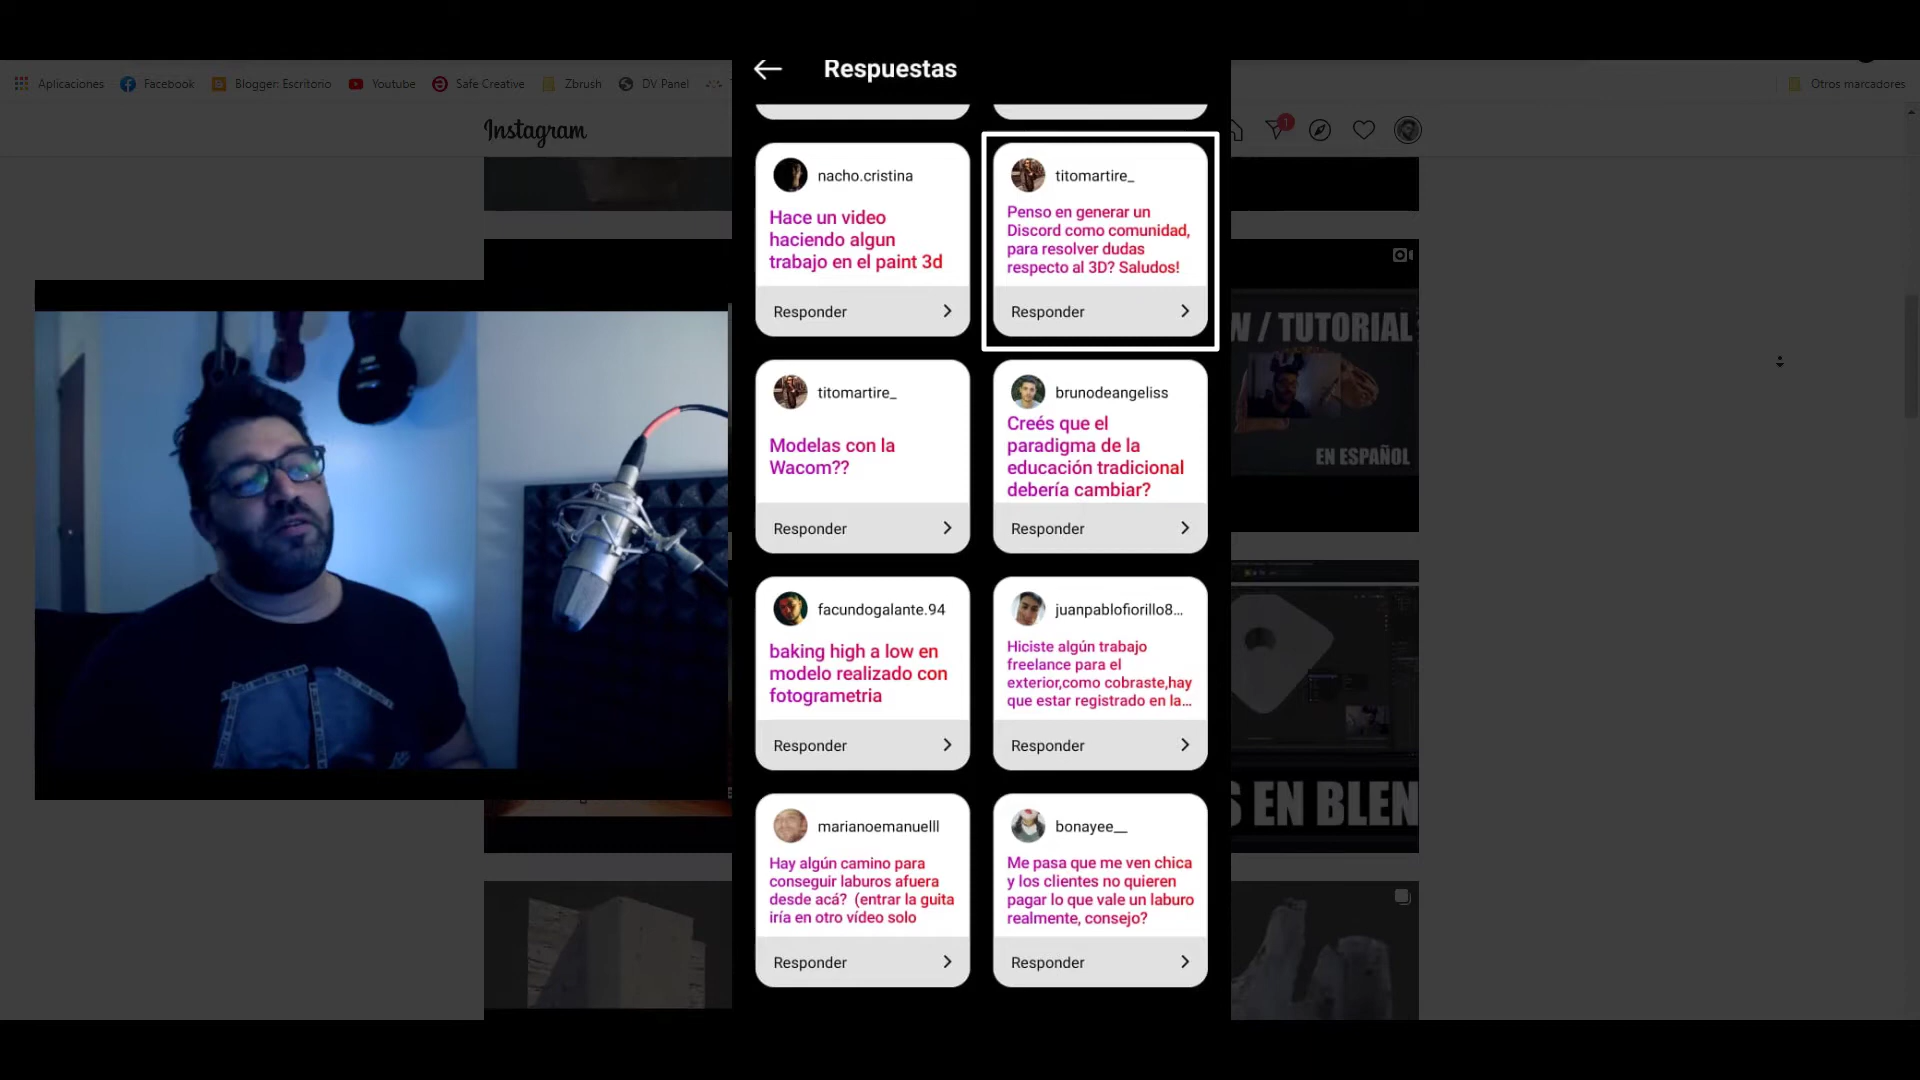 Respuestas
Aplicaciones
Facebook
Blogger: Escritorio
Youtube
Safe Creative
Zbrush
DV Panel
Otros marcadores
Instagram
1
nacho.cristina
Hace un video
haciendo algun
trabajo en el paint 3d
Responder
titomartire_
Penso en generar un
Discord como comunidad,
para resolver dudas
respecto al 3D? Saludos!
Responder
titomartire_
Modelas con la
Wacom??
Responder
brunodeangeliss
Creés que el
paradigma de la
educación tradicional
debería cambiar?
Responder
facundogalante.94
baking high a low en
modelo realizado con
fotogrametria
Responder
juanpablofiorillo8...
Hiciste algún trabajo
freelance para el
exterior,como cobraste,hay
que estar registrado en la...
Responder
marianoemanuelll
Hay algún camino para
conseguir laburos afuera
desde acá? (entrar la guita
iría en otro vídeo solo
Responder
bonayee__
Me pasa que me ven chica
y los clientes no quieren
pagar lo que vale un laburo
realmente, consejo?
Responder
W / TUTORIAL
EN ESPAÑOL
S EN BLEN